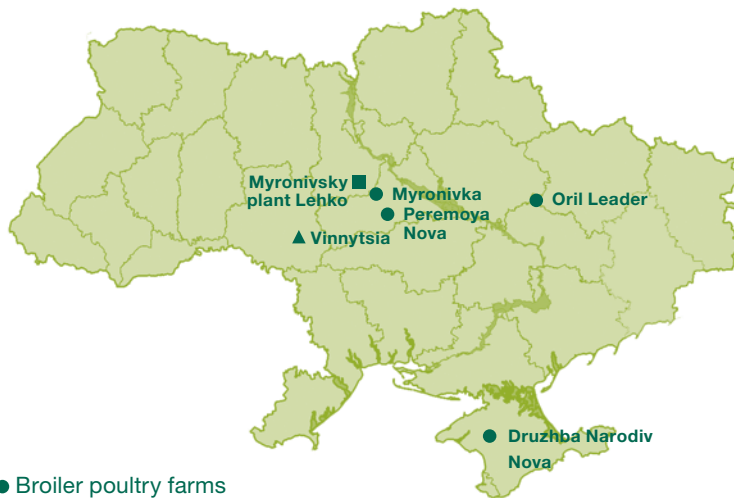 Myronivsky
plant Lehko
Myronivka
Peremoya
Nova
Oril Leader
Vinnytsia
Druzhba Narodiv
Nova
Broiler poultry farms